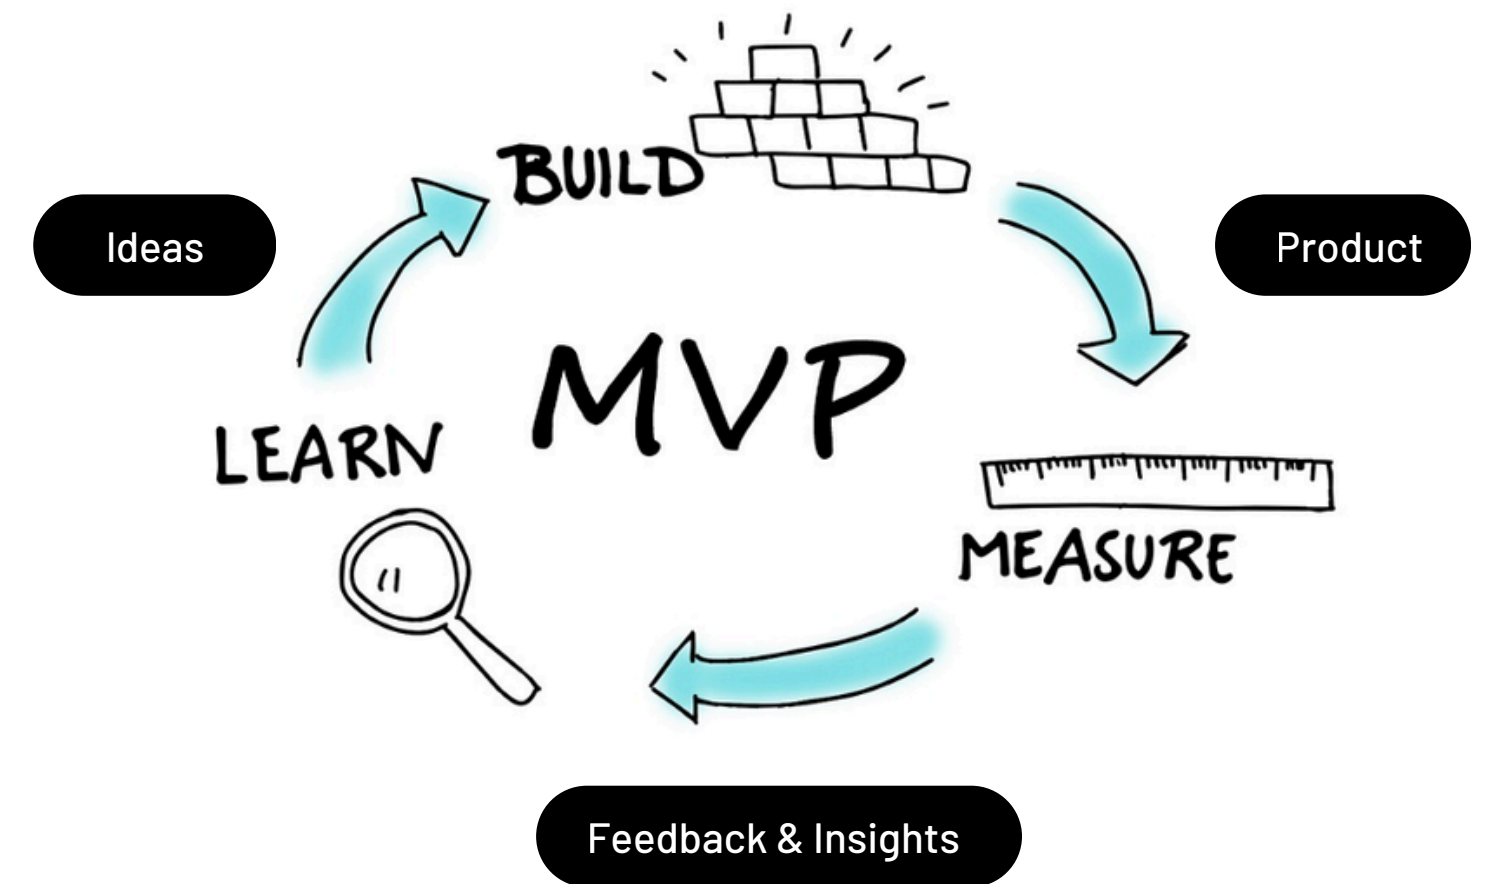 BUILD
Ideas
Product
MVP
LEARN
MEASURE
Feedback & Insights